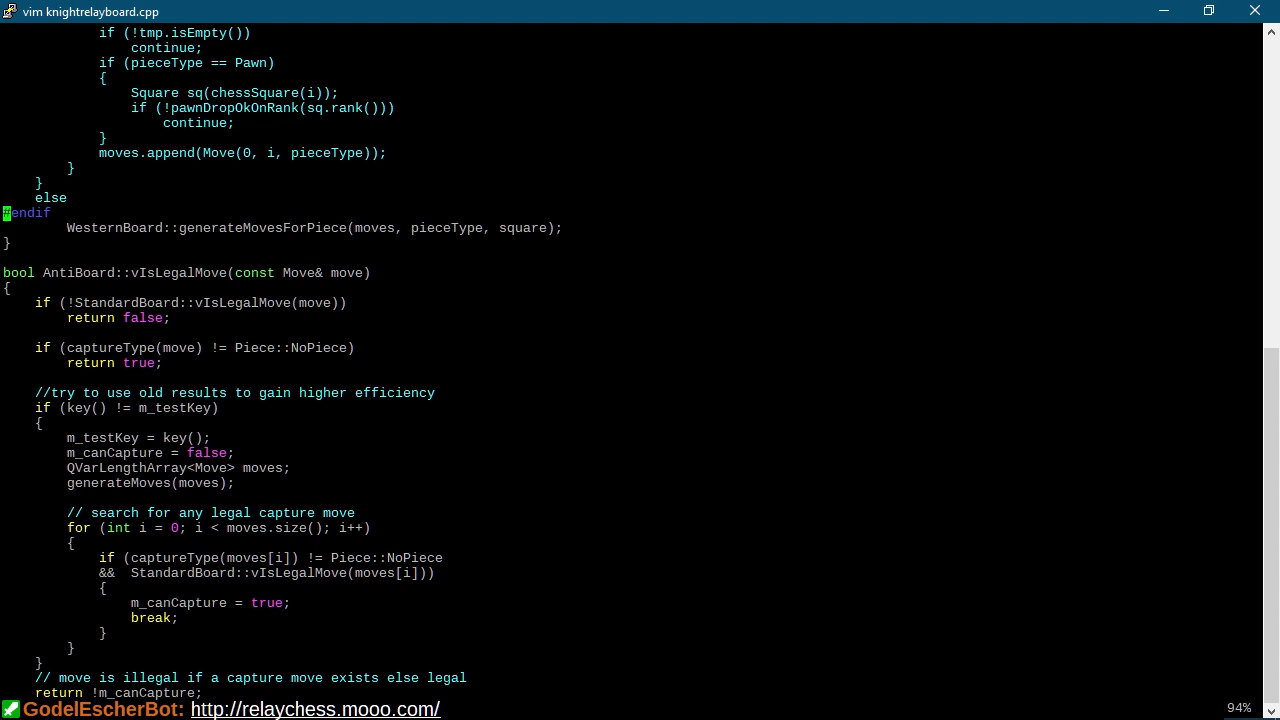 vim knightrelayboard.cpp
            if (!tmp.isEmpty())
                continue;
            if (pieceType == Pawn)
            {
                Square sq(chessSquare(i));
                if (!pawnDropOkOnRank(sq.rank()))
                    continue;
            }
            moves.append(Move(0, i, pieceType));
        }
    }
    else
#endif
        WesternBoard::generateMovesForPiece(moves, pieceType, square);
}

bool AntiBoard::vIsLegalMove(const Move& move)
{
    if (!StandardBoard::vIsLegalMove(move))
        return false;

    if (captureType(move) != Piece::NoPiece)
        return true;

    //try to use old results to gain higher efficiency
    if (key() != m_testKey)
    {
        m_testKey = key();
        m_canCapture = false;
        QVarLengthArray<Move> moves;
        generateMoves(moves);

        // search for any legal capture move
        for (int i = 0; i < moves.size(); i++)
        {
            if (captureType(moves[i]) != Piece::NoPiece
            &&  StandardBoard::vIsLegalMove(moves[i]))
            {
                m_canCapture = true;
                break;
            }
        }
    }
    // move is illegal if a capture move exists else legal
    return !m_canCapture;
GodelEscherBot: http://relaychess.mooo.com/
94%